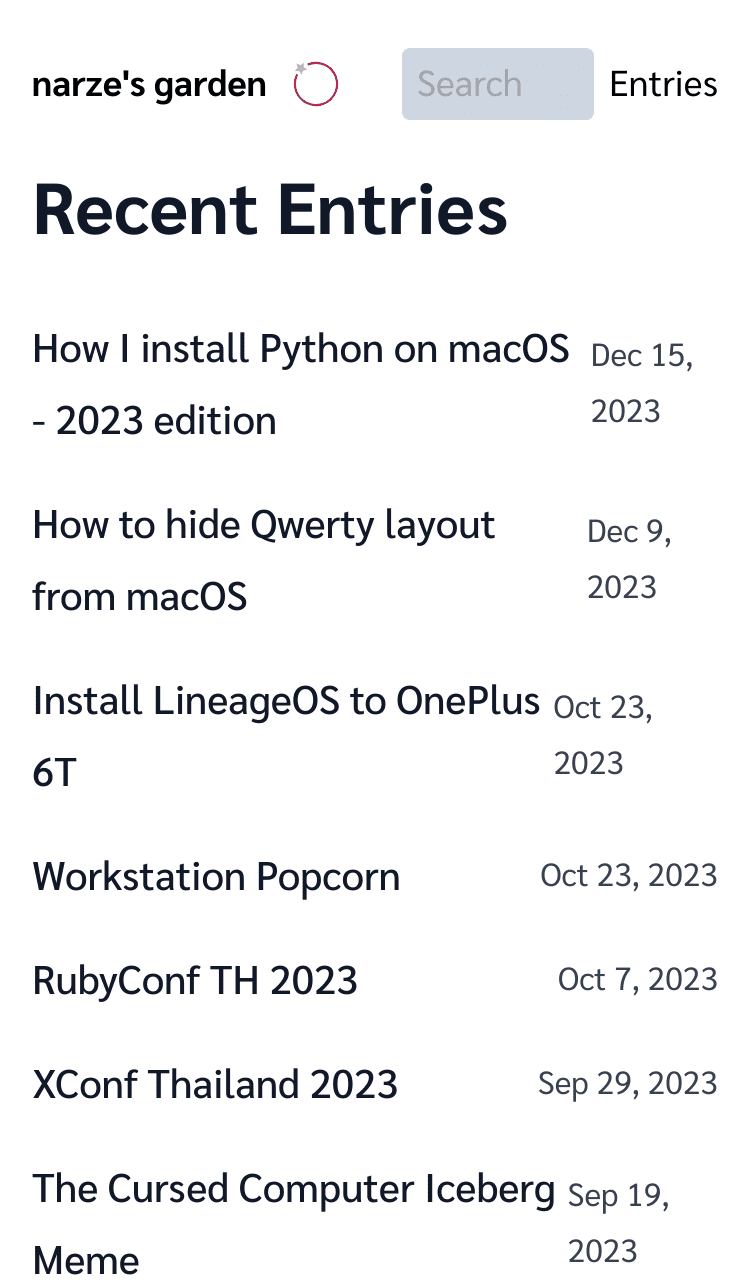 narze's garden
Search
Entries
Recent Entries
How I install Python on macOS
- 2023 edition
Dec 15,
2023
How to hide Qwerty layout
from macOS
Dec 9,
2023
Install LineageOS to OnePlus
6T
Oct 23,
2023
Workstation Popcorn
Oct 23, 2023
RubyConf TH 2023
Oct 7, 2023
XConf Thailand 2023
Sep 29, 2023
The Cursed Computer Iceberg
Meme
Sep 19,
2023